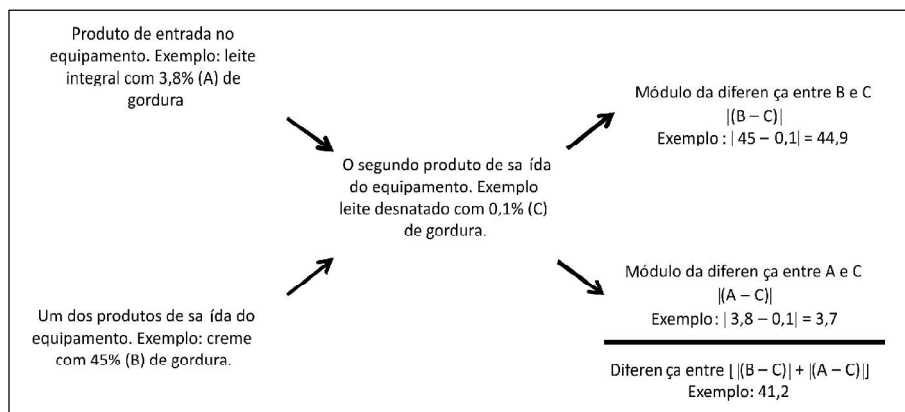 Produto de entrada no
equipamento. Exemplo: leite
integral com 3,8% (A) de
gordura
Um dos produtos de sa ída do
equipamento. Exemplo: creme
com 45% (B) de gordura.
O segundo produto de sa ída
do equipamento. Exemplo
leite desnatado com 0,1% (C)
de gordura.
Módulo da diferen ça entre B e C
|(B – C)|
Exemplo : | 45 – 0,1| = 44,9
Módulo da diferen ça entre A e C
|(A – C)|
Exemplo : | 3,8 – 0,1| = 3,7
Diferen ça entre ⌊ |(B – C)| + |(A – C)|⌋
Exemplo: 41,2